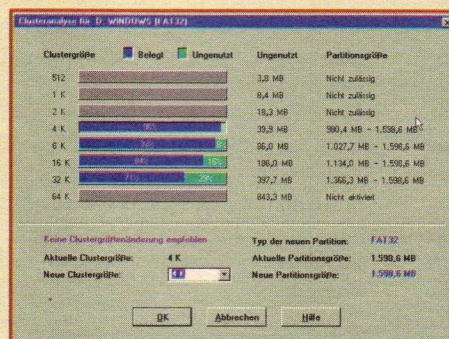 Clusteranalyse für D: WINDOWS (FAT32)
Clustergröße Belegt Ungenutzt Ungenutzt Partitionsgröße
512 3,8 MB Nicht zulässig
1 K 8,4 MB Nicht zulässig
2 K 18,3 MB Nicht zulässig
4 K 96% 39,9 MB 980,4 MB - 1.598,6 MB
8 K 8% 86,0 MB 1.027,7 MB - 1.598,6 MB
16 K 84% 16% 186,0 MB 1.134,0 MB - 1.598,6 MB
32 K 71% 29% 397,7 MB 1.366,3 MB - 1.598,6 MB
64 K 843,3 MB Nicht aktiviert
Keine Clustergrößenänderung empfohlen Typ der neuen Partition: FAT32
Aktuelle Clustergröße: 4 K Aktuelle Partitionsgröße: 1.598,6 MB
Neue Clustergröße: 4 K Neue Partitionsgröße: 1.598,6 MB
OK Abbrechen Hilfe